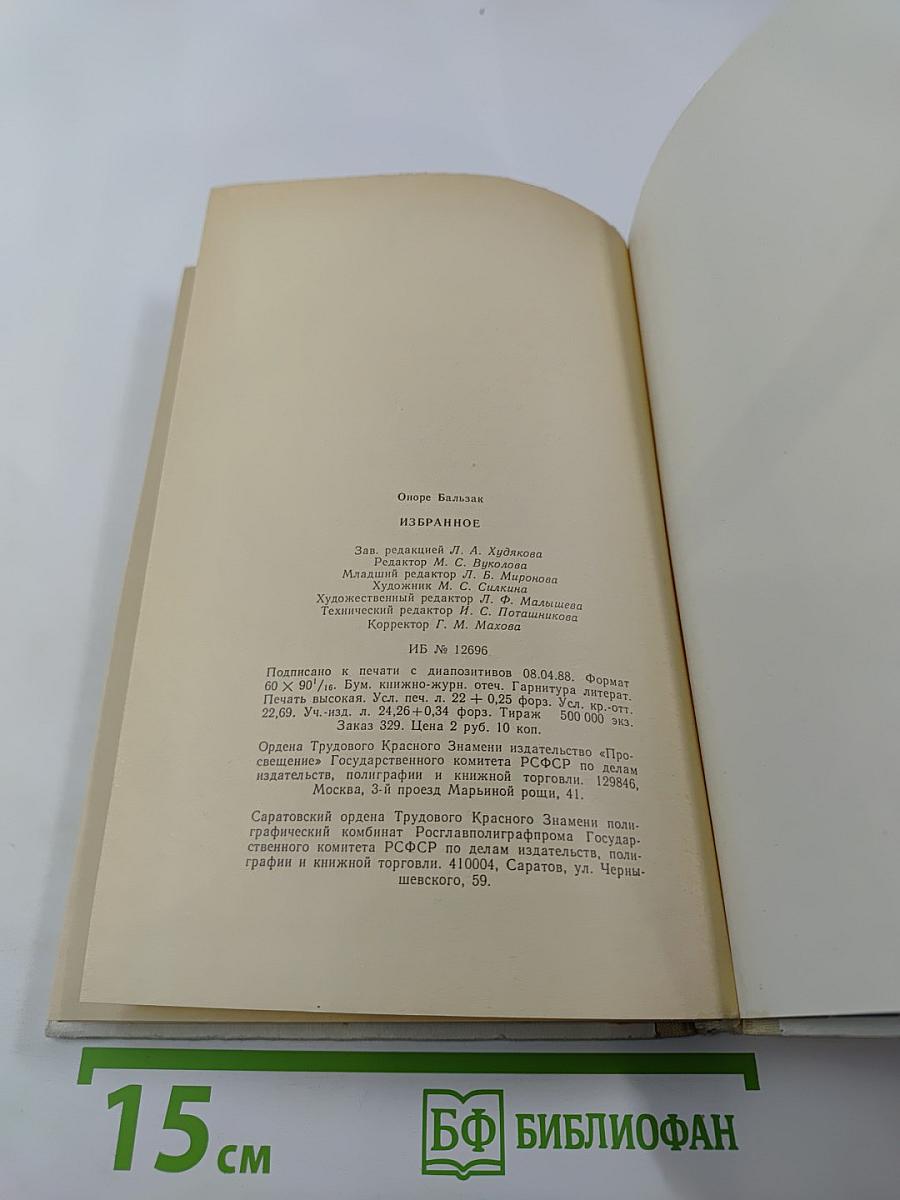 Оноре Бальзак
ИЗБРАННОЕ
Зав. редакцией Л. А. Худякова
Редактор М. С. Вуколова
Младший редактор Л. Б. Миронова
Художник М. С. Силкина
Художественный редактор Л. Ф. Малышева
Технический редактор И. С. Поташникова
Корректор Г. М. Махова
ИБ № 12696
Подписано к печати с диапозитивов 08.04.88. Формат
60 × 90¹/₁₆. Бум. книжно-журн. отеч. Гарнитура литерат.
Печать высокая. Усл. печ. л. 22 + 0,25 форз. Усл. кр.-отт.
22,69. Уч.-изд. л. 24,26+0,34 форз. Тираж 500 000 экз.
Заказ 329. Цена 2 руб. 10 коп.
Ордена Трудового Красного Знамени издательство «Про-
свещение» Государственного комитета РСФСР по делам
издательств, полиграфии и книжной торговли. 129846,
Москва, 3-й проезд Марьиной рощи, 41.
Саратовский ордена Трудового Красного Знамени поли-
графический комбинат Росглавполиграфпрома Государ-
ственного комитета РСФСР по делам издательств, поли-
графии и книжной торговли. 410004, Саратов, ул. Черны-
шевского, 59.
15 см
БФ БИБЛИОФАН